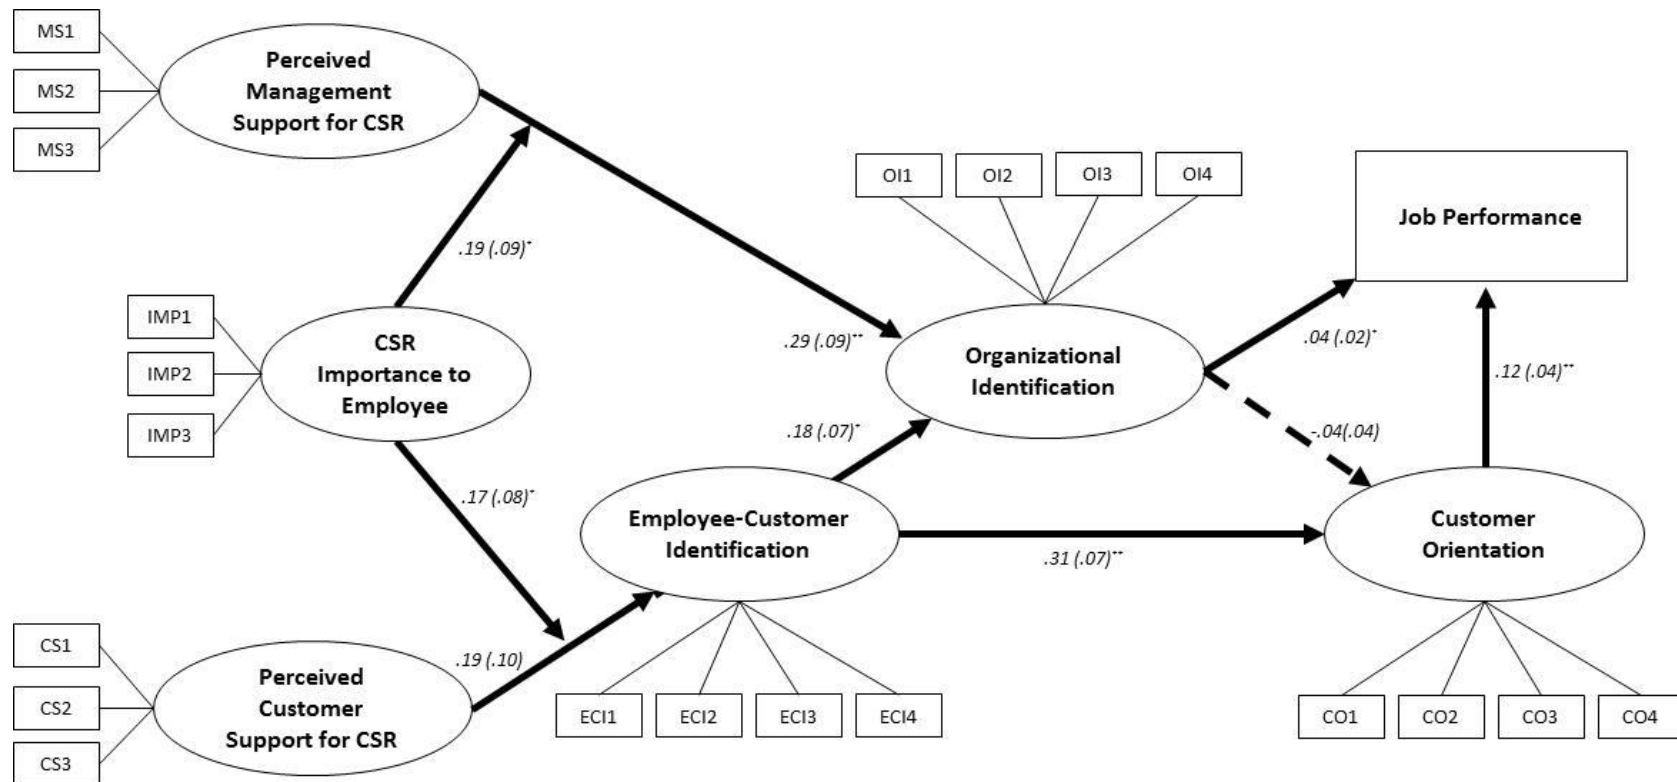 MS1
MS2
MS3
Perceived
Management
Support for CSR
OI1
OI2
OI3
OI4
Job Performance
.19 (.09)*
IMP1
IMP2
IMP3
CSR
Importance to
Employee
.29 (.09)**
Organizational
Identification
.04 (.02)*
.12 (.04)**
.18 (.07)*
-.04(.04)
.17 (.08)*
Employee-Customer
Identification
.31 (.07)**
Customer
Orientation
CS1
CS2
CS3
Perceived
Customer
Support for CSR
.19 (.10)
ECI1
ECI2
ECI3
ECI4
CO1
CO2
CO3
CO4